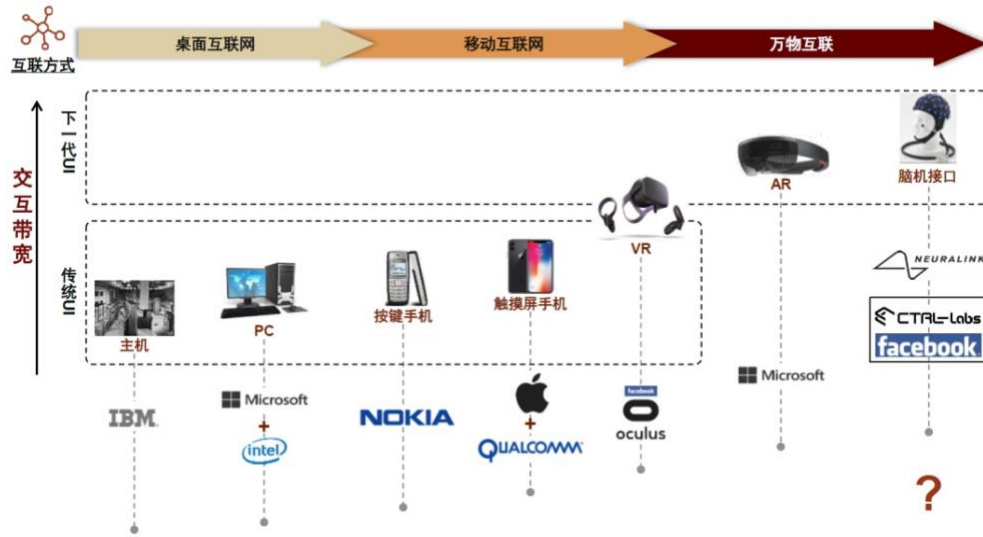 互联方式
桌面互联网
移动互联网
万物互联
交互带宽
下一代UI
传统UI
AR
脑机接口
VR
主机
PC
按键手机
触摸屏手机
NEURALINK
CTRL-Labs
facebook
IBM
Microsoft
+
intel
NOKIA
+
QUALCOMM
facebook
oculus
Microsoft
?